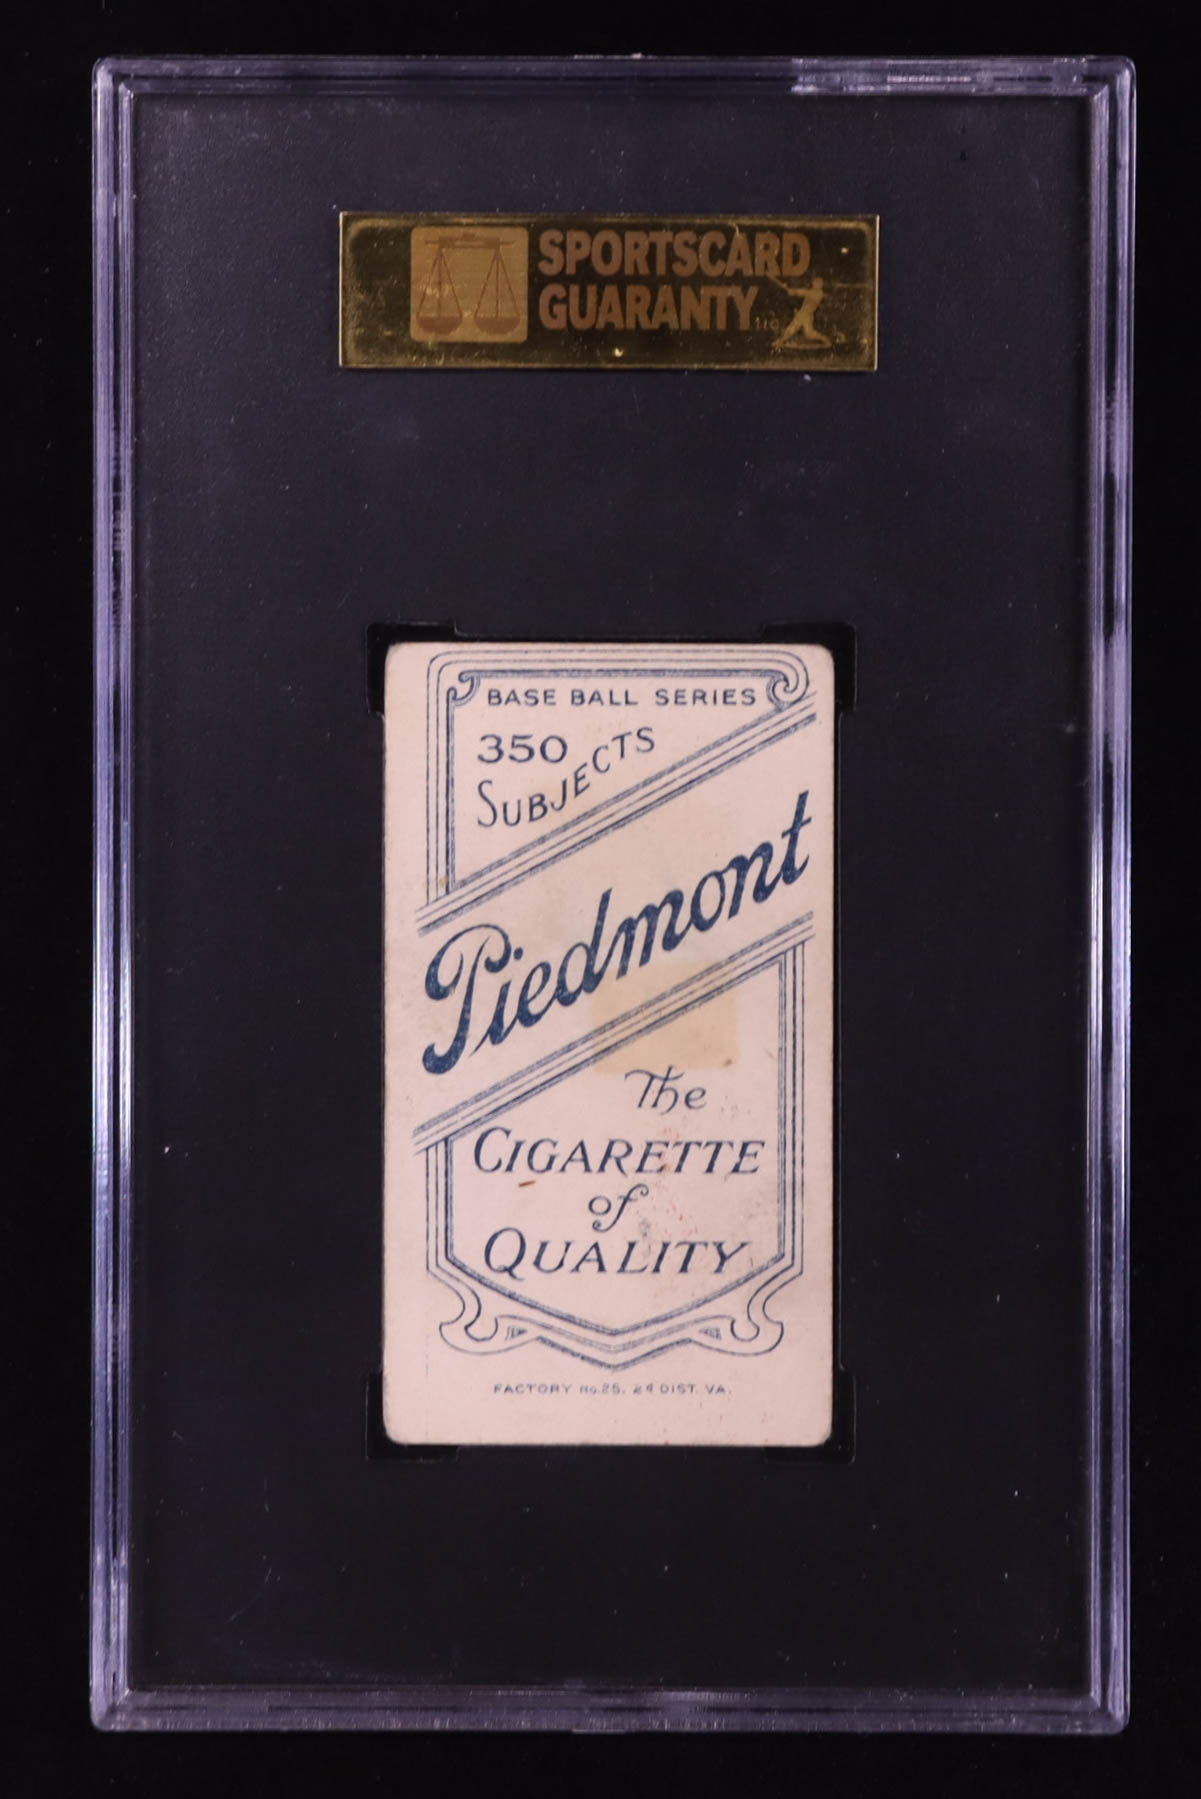 SPORTSCARD
GUARANTY
BASE BALL SERIES
350
SUBJECTS
Piedmont
The
CIGARETTE
of
QUALITY
FACTORY No. 25. 2d DIST. VA.